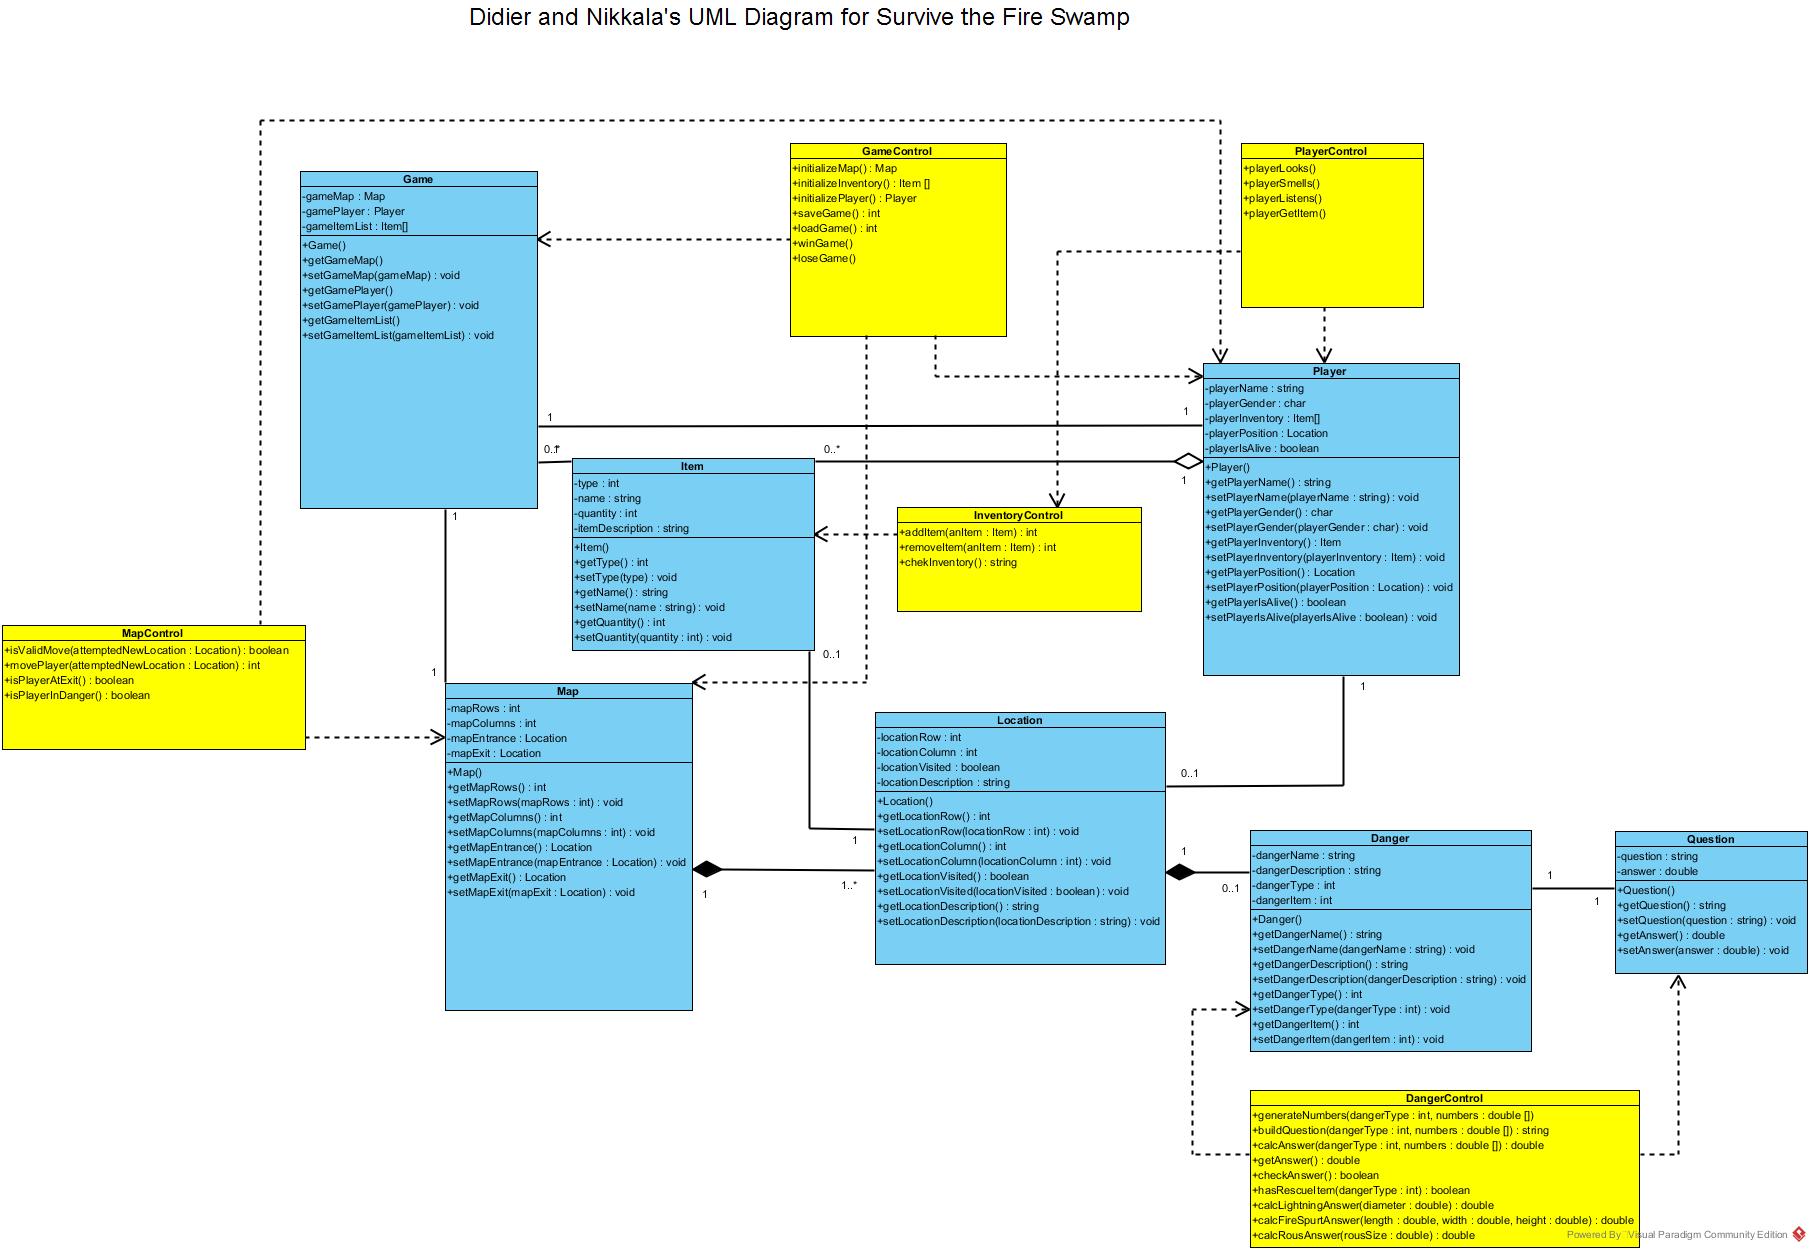 Didier and Nikkala's UML Diagram for Survive the Fire Swamp
Game
-gameMap : Map
-gamePlayer : Player
-gameItemList : Item[]
+Game()
+getGameMap()
+setGameMap(gameMap) : void
+getGamePlayer()
+setGamePlayer(gamePlayer) : void
+getGameItemList()
+setGameItemList(gameItemList) : void
GameControl
+initializeMap() : Map
+initializeInventory() : Item []
+initializePlayer() : Player
+saveGame() : int
+loadGame() : int
+winGame()
+loseGame()
PlayerControl
+playerLooks()
+playerSmells()
+playerListens()
+playerGetItem()
Player
-playerName : string
-playerGender : char
-playerInventory : Item[]
-playerPosition : Location
-playerIsAlive : boolean
+Player()
+getPlayerName() : string
+setPlayerName(playerName : string) : void
+getPlayerGender() : char
+setPlayerGender(playerGender : char) : void
+getPlayerInventory() : Item
+setPlayerInventory(playerInventory : Item) : void
+getPlayerPosition() : Location
+setPlayerPosition(playerPosition : Location) : void
+getPlayerIsAlive() : boolean
+setPlayerIsAlive(playerIsAlive : boolean) : void
1
1
0..*
1
Item
-type : int
-name : string
-quantity : int
-itemDescription : string
+Item()
+getType() : int
+setType(type) : void
+getName() : string
+setName(name : string) : void
+getQuantity() : int
+setQuantity(quantity : int) : void
InventoryControl
+addItem(anItem : Item) : int
+removeItem(anItem : Item) : int
+chekInventory() : string
1
1
0..1
1
MapControl
+isValidMove(attemptedNewLocation : Location) : boolean
+movePlayer(attemptedNewLocation : Location) : int
+isPlayerAtExit() : boolean
+isPlayerInDanger() : boolean
Map
-mapRows : int
-mapColumns : int
-mapEntrance : Location
-mapExit : Location
+Map()
+getMapRows() : int
+setMapRows(mapRows : int) : void
+getMapColumns() : int
+setMapColumns(mapColumns : int) : void
+getMapEntrance() : Location
+setMapEntrance(mapEntrance : Location) : void
+getMapExit() : Location
+setMapExit(mapExit : Location) : void
Location
-locationRow : int
-locationColumn : int
-locationVisited : boolean
-locationDescription : string
+Location()
+getLocationRow() : int
+setLocationRow(locationRow : int) : void
+getLocationColumn() : int
+setLocationColumn(locationColumn : int) : void
+getLocationVisited() : boolean
+setLocationVisited(locationVisited : boolean) : void
+getLocationDescription() : string
+setLocationDescription(locationDescription : string) : void
0..1
1
1
1..*
1
0..1
Danger
-dangerName : string
-dangerDescription : string
-dangerType : int
-dangerItem : int
+Danger()
+getDangerName() : string
+setDangerName(dangerName : string) : void
+getDangerDescription() : string
+setDangerDescription(dangerDescription : string) : void
+getDangerType() : int
+setDangerType(dangerType : int) : void
+getDangerItem() : int
+setDangerItem(dangerItem : int) : void
1
1
Question
-question : string
-answer : double
+Question()
+getQuestion() : string
+setQuestion(question : string) : void
+getAnswer() : double
+setAnswer(answer : double) : void
DangerControl
+generateNumbers(dangerType : int, numbers : double [])
+buildQuestion(dangerType : int, numbers : double []) : string
+calcAnswer(dangerType : int, numbers : double []) : double
+getAnswer() : double
+checkAnswer() : boolean
+hasRescueItem(dangerType : int) : boolean
+calcLightningAnswer(diameter : double) : double
+calcFireSpurtAnswer(length : double, width : double, height : double) : double
+calcRousAnswer(rousSize : double) : double
Powered By Visual Paradigm Community Edition